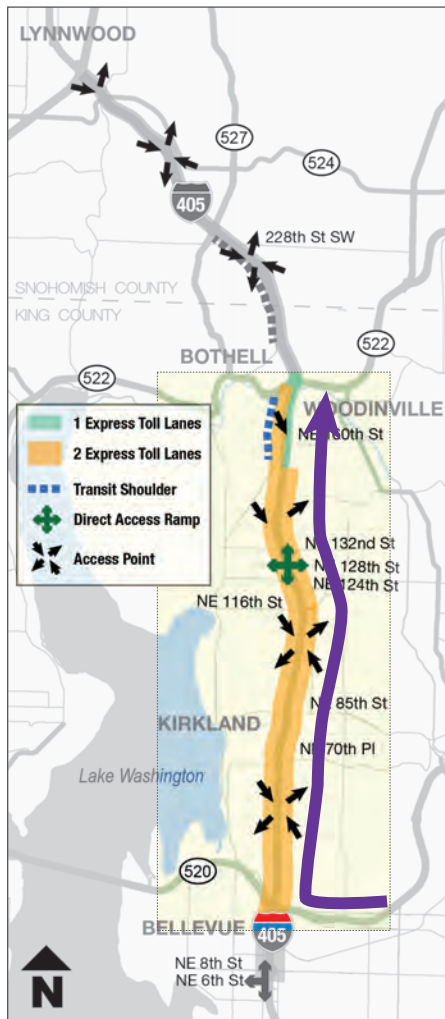 LYNNWOOD
527
524
405
228th St SW
SNOHOMISH COUNTY
KING COUNTY
522
BOTHELL
522
WOODINVILLE
NE 160th St
1 Express Toll Lanes
2 Express Toll Lanes
Transit Shoulder
Direct Access Ramp
Access Point
NE 132nd St
NE 128th St
NE 124th St
NE 116th St
NE 85th St
KIRKLAND
NE 70th Pl
Lake Washington
520
BELLEVUE
405
NE 8th St
NE 6th St
N